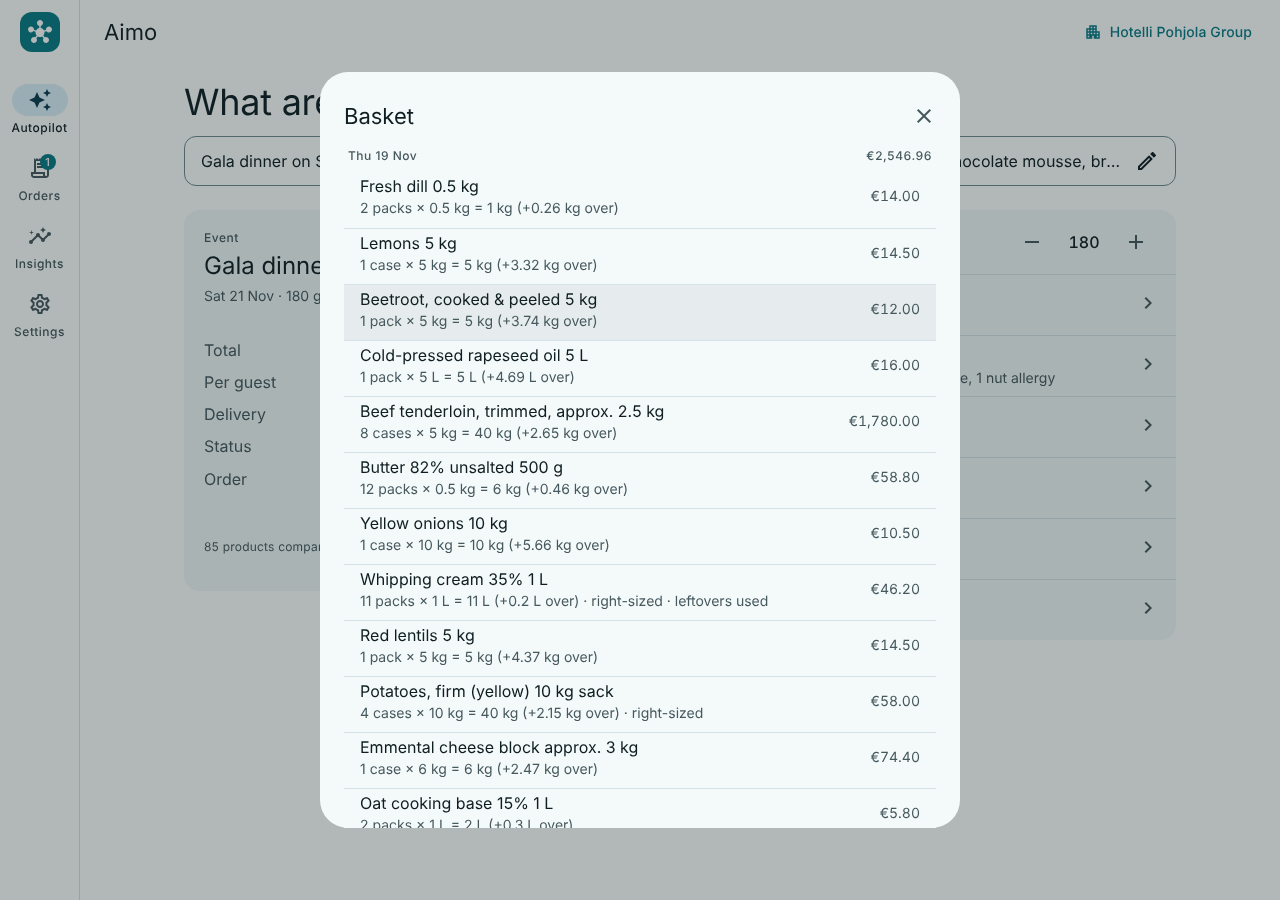 Aimo
Hotelli Pohjola Group
Autopilot
1
Orders
Insights
Settings
What are
Gala dinner on
ocolate mousse, br...
Event
Gala dinne
Sat 21 Nov · 180 g
Total
Per guest
Delivery
Status
Order
85 products compar
180
e, 1 nut allergy
Basket
Thu 19 Nov
€2,546.96
Fresh dill 0.5 kg
2 packs × 0.5 kg = 1 kg (+0.26 kg over)
€14.00
Lemons 5 kg
1 case × 5 kg = 5 kg (+3.32 kg over)
€14.50
Beetroot, cooked & peeled 5 kg
1 pack × 5 kg = 5 kg (+3.74 kg over)
€12.00
Cold-pressed rapeseed oil 5 L
1 pack × 5 L = 5 L (+4.69 L over)
€16.00
Beef tenderloin, trimmed, approx. 2.5 kg
8 cases × 5 kg = 40 kg (+2.65 kg over)
€1,780.00
Butter 82% unsalted 500 g
12 packs × 0.5 kg = 6 kg (+0.46 kg over)
€58.80
Yellow onions 10 kg
1 case × 10 kg = 10 kg (+5.66 kg over)
€10.50
Whipping cream 35% 1 L
11 packs × 1 L = 11 L (+0.2 L over) · right-sized · leftovers used
€46.20
Red lentils 5 kg
1 pack × 5 kg = 5 kg (+4.37 kg over)
€14.50
Potatoes, firm (yellow) 10 kg sack
4 cases × 10 kg = 40 kg (+2.15 kg over) · right-sized
€58.00
Emmental cheese block approx. 3 kg
1 case × 6 kg = 6 kg (+2.47 kg over)
€74.40
Oat cooking base 15% 1 L
2 packs × 1 L = 2 L (+0.3 L over)
€5.80